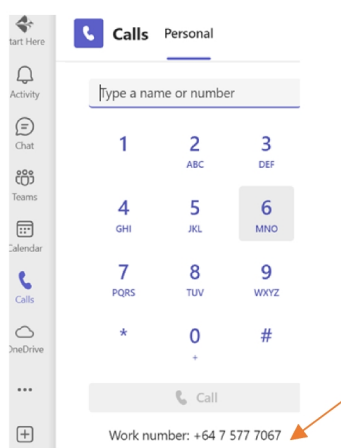 tart Here
Activity
Chat
Teams
Calendar
Calls
OneDrive
Calls Personal
Type a name or number
1 2 3
ABC DEF
4 5 6
GHI JKL MNO
7 8 9
PQRS TUV WXYZ
* 0 #
+
Call
Work number: +64 7 577 7067